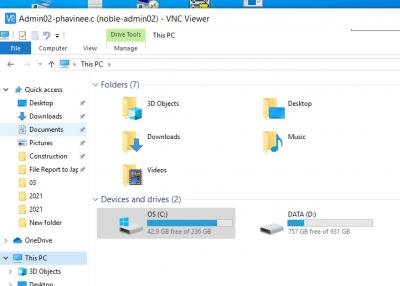 Admin02-phavinee.c (noble-admin02) - VNC Viewer
Drive Tools
This PC
File
Computer
View
Manage
This PC
Quick access
Desktop
Downloads
Documents
Pictures
Construction
File Report to Jap
03
2021
2021
New folder
OneDrive
This PC
3D Objects
Desktop
Folders (7)
3D Objects
Desktop
Downloads
Music
Videos
Devices and drives (2)
OS (C:)
42.9 GB free of 236 GB
DATA (D:)
757 GB free of 931 GB